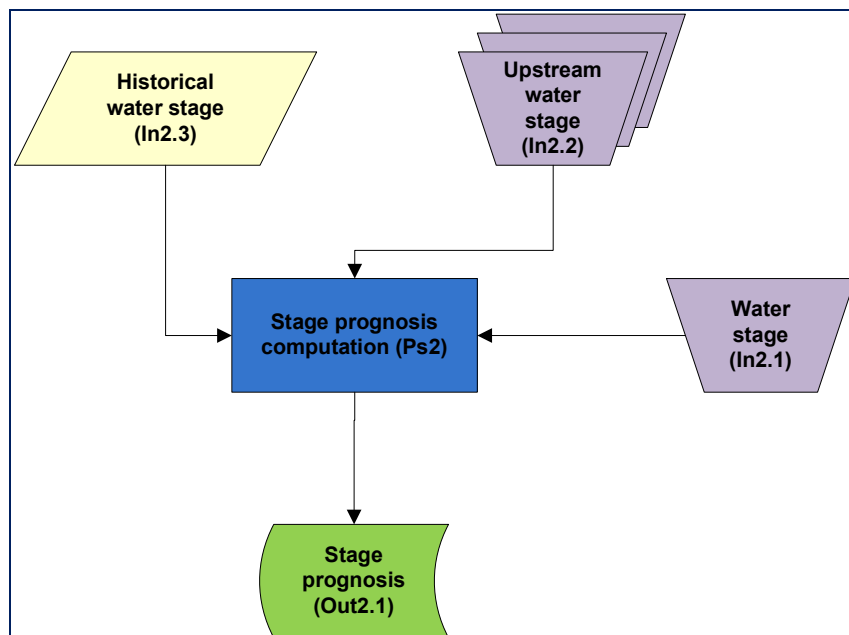 Historical
water stage
(In2.3)
Upstream
water
stage
(In2.2)
Stage prognosis
computation (Ps2)
Water
stage
(In2.1)
Stage
prognosis
(Out2.1)